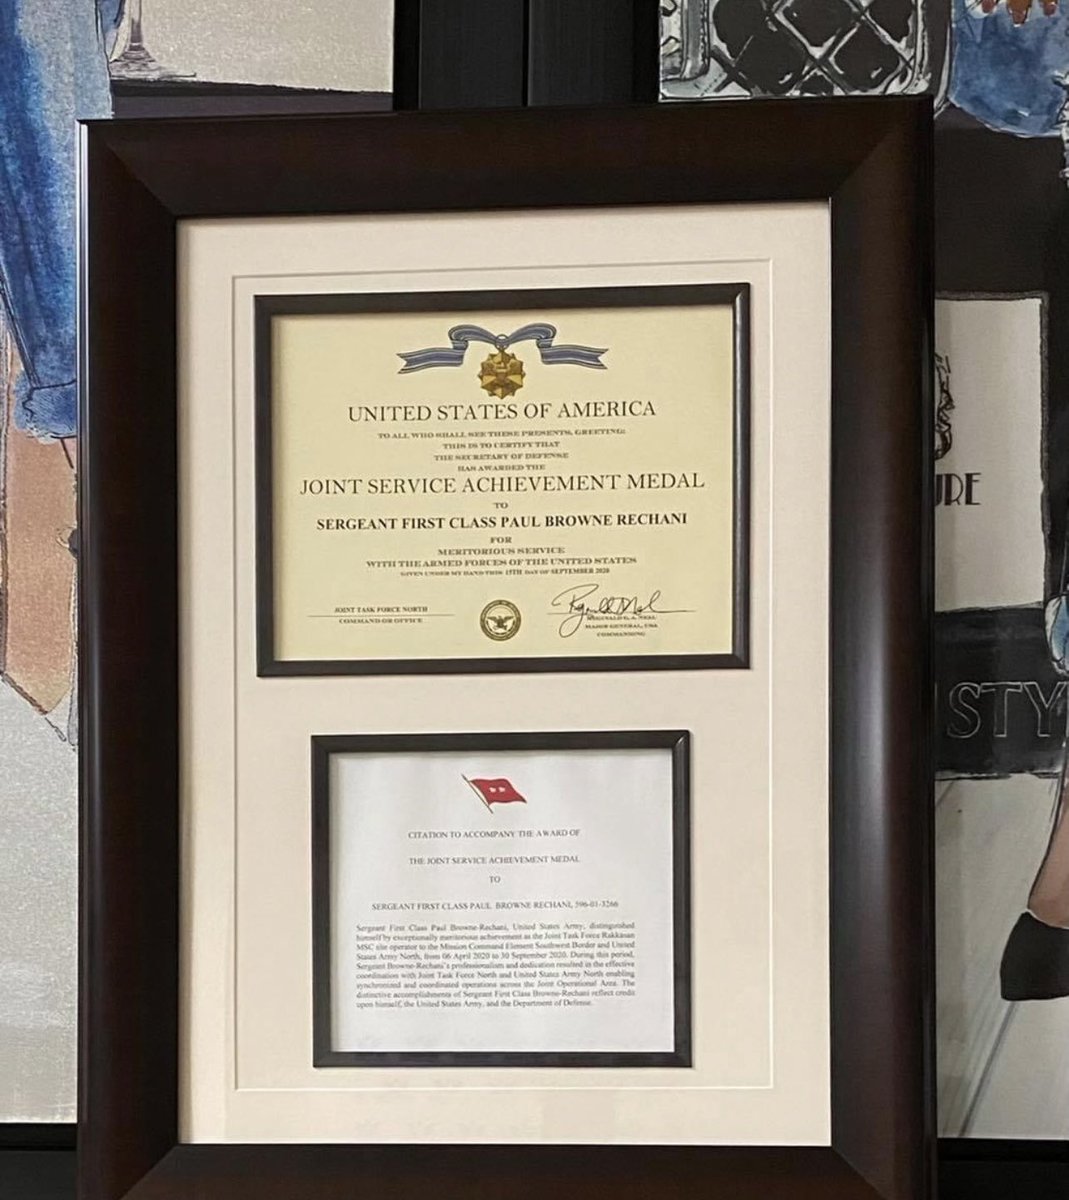 UNITED STATES OF AMERICA
TO ALL WHO SHALL SEE THESE PRESENTS, GREETING:
THIS IS TO CERTIFY THAT
THE SECRETARY OF DEFENSE
HAS AWARDED THE
JOINT SERVICE ACHIEVEMENT MEDAL
TO
SERGEANT FIRST CLASS PAUL BROWNE RECHANI
FOR
MERITORIOUS SERVICE
WITH THE ARMED FORCES OF THE UNITED STATES
GIVEN UNDER MY HAND THIS 15TH DAY OF SEPTEMBER 2020
JOINT TASK FORCE NORTH
COMMAND OR OFFICE
REGINALD G. A. NEAL
MAJOR GENERAL, USA
COMMANDING
CITATION TO ACCOMPANY THE AWARD OF
THE JOINT SERVICE ACHIEVEMENT MEDAL
TO
SERGEANT FIRST CLASS PAUL BROWNE RECHANI, 596-01-3266
Sergeant First Class Paul Browne-Rechani, United States Army, distinguished
himself by exceptionally meritorious achievement as the Joint Task Force Rakkasan
MSC site operator to the Mission Command Element Southwest Border and United
States Army North, from 06 April 2020 to 30 September 2020. During this period,
Sergeant Browne-Rechani's professionalism and dedication resulted in the effective
coordination with Joint Task Force North and United States Army North enabling
synchronized and coordinated operations across the Joint Operational Area. The
distinctive accomplishments of Sergeant First Class Browne-Rechani reflect credit
upon himself, the United States Army, and the Department of Defense.
URE
STY